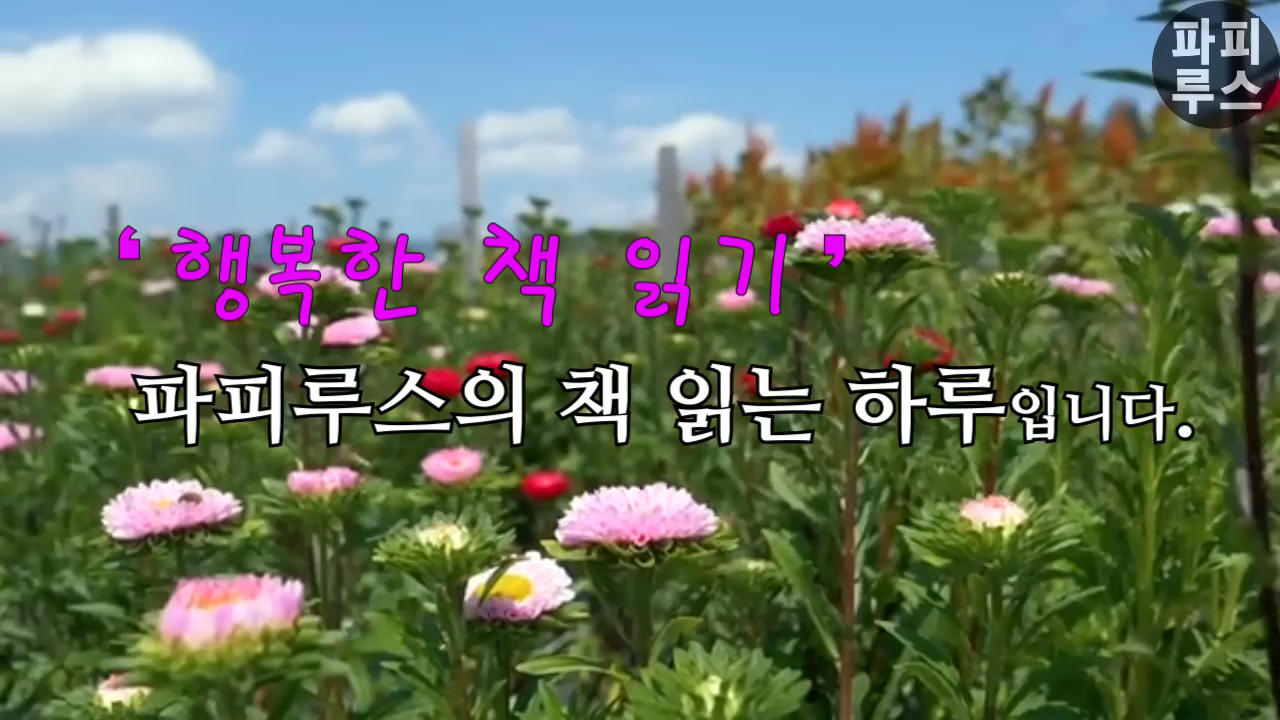 파피
루스
‘행복한 책 읽기’
파피루스의 책 읽는 하루입니다.